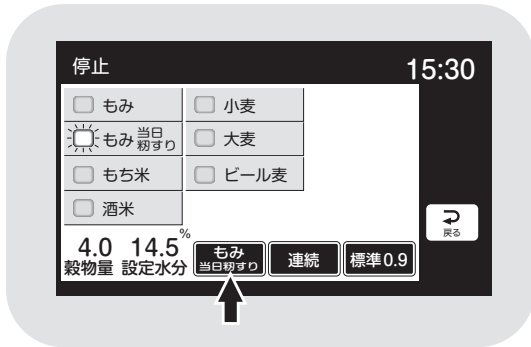 停止 15:30
もみ 小麦
もみ 当日籾すり 大麦
もち米 ビール麦
酒米
戻る
4.0 14.5%
穀物量 設定水分
もみ 当日籾すり 連続 標準0.9